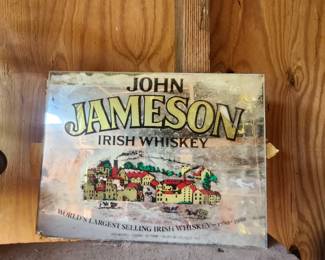 JOHN
JAMESON
IRISH WHISKEY
WORLD'S LARGEST SELLING IRISH WHISKEY